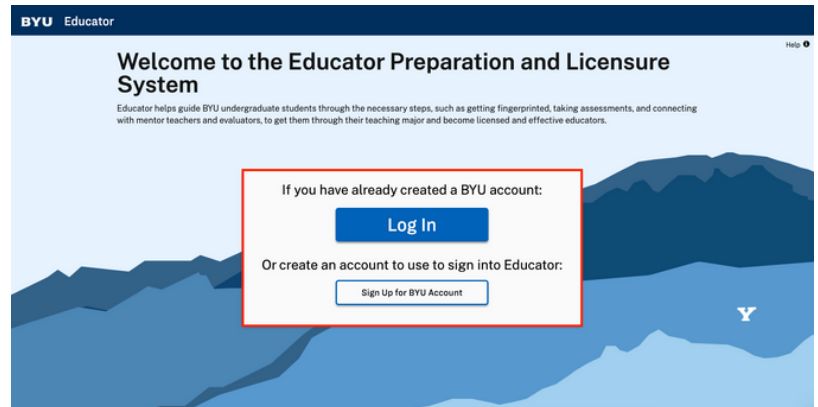 BYU Educator
Help
Welcome to the Educator Preparation and Licensure
System
Educator helps guide BYU undergraduate students through the necessary steps, such as getting fingerprinted, taking assessments, and connecting
with mentor teachers and evaluators, to get them through their teaching major and become licensed and effective educators.
If you have already created a BYU account:
Log In
Or create an account to use to sign into Educator:
Sign Up for BYU Account
Y